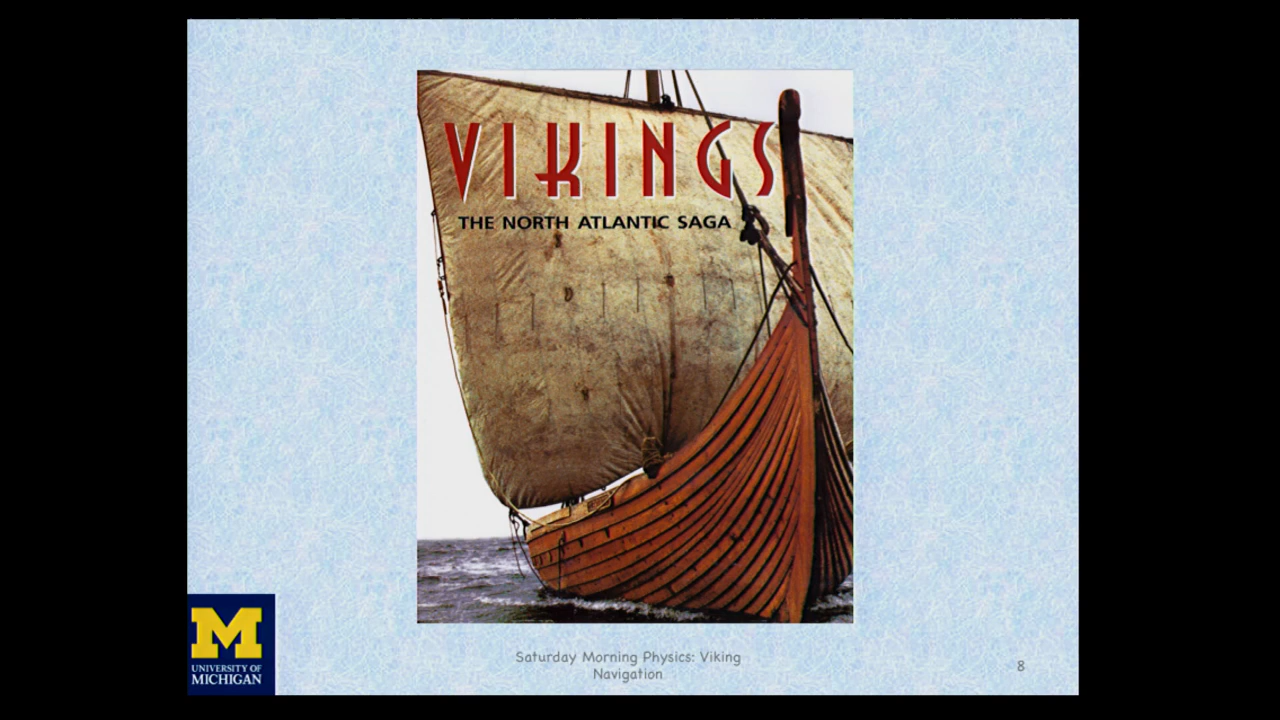 VIKINGS
THE NORTH ATLANTIC SAGA
M
UNIVERSITY OF
MICHIGAN
Saturday Morning Physics: Viking
Navigation
8